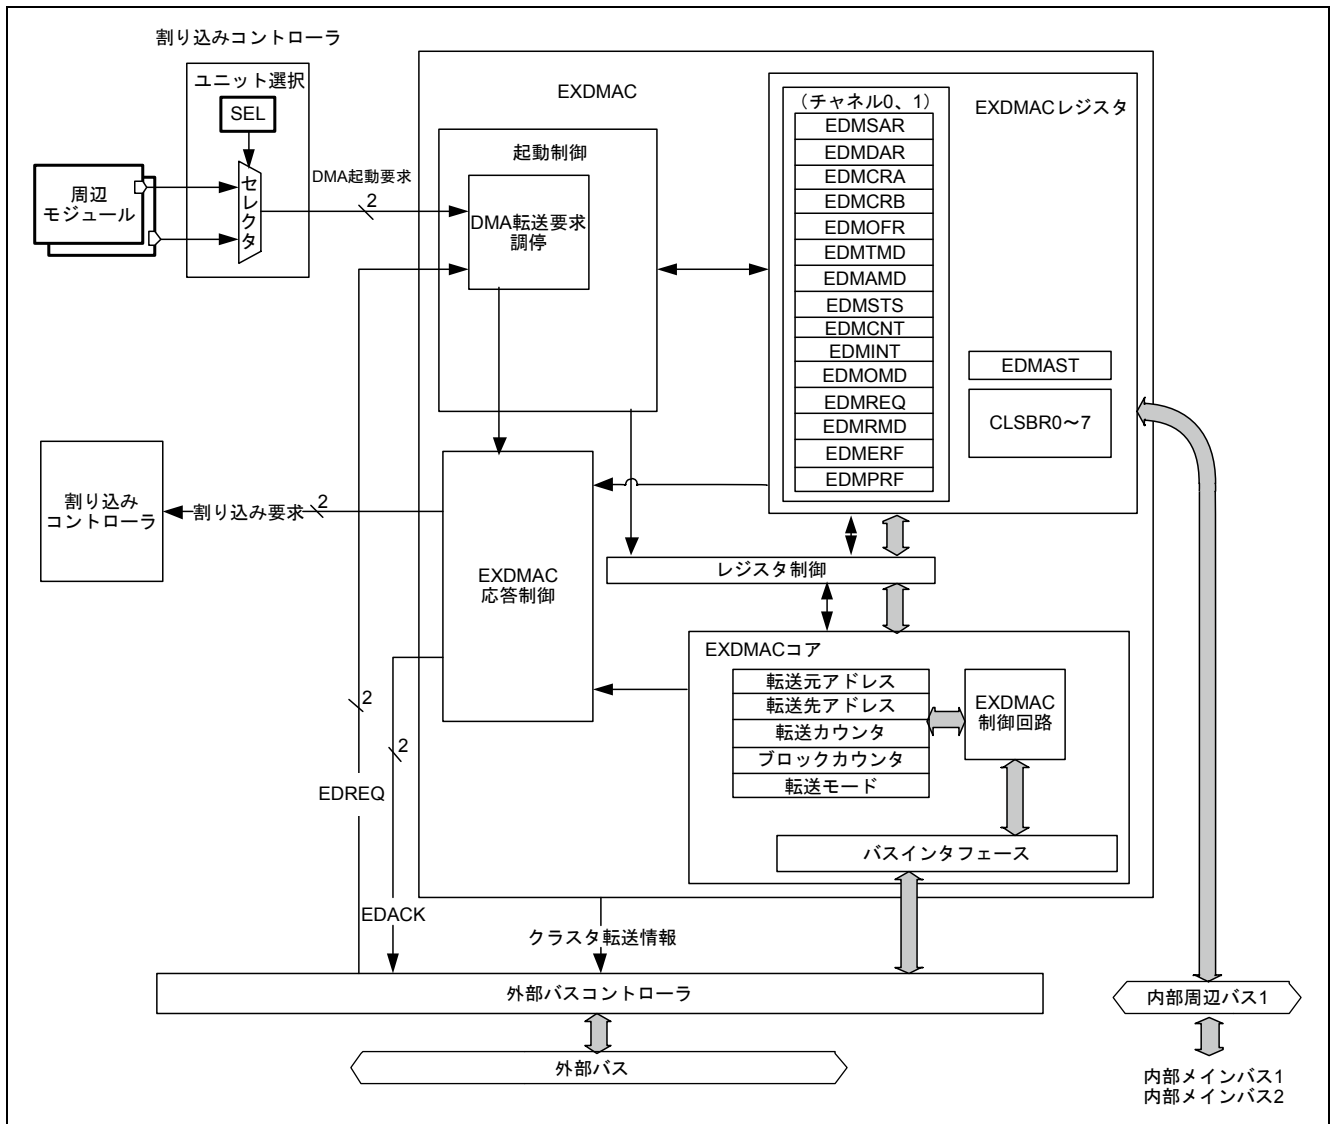 割り込みコントローラ
ユニット選択
SEL
セレクタ
周辺
モジュール
DMA起動要求
2
EXDMAC
起動制御
DMA転送要求
調停
EXDMACレジスタ
（チャネル0、1）
EDMSAR
EDMDAR
EDMCRA
EDMCRB
EDMOFR
EDMTMD
EDMAMD
EDMSTS
EDMCNT
EDMINT
EDMOMD
EDMREQ
EDMRMD
EDMERF
EDMPRF
EDMAST
CLSBR0～7
割り込み
コントローラ
割り込み要求
2
EXDMAC
応答制御
レジスタ制御
EXDMACコア
転送元アドレス
転送先アドレス
転送カウンタ
ブロックカウンタ
転送モード
EXDMAC
制御回路
バスインタフェース
2
2
EDREQ
EDACK
クラスタ転送情報
外部バスコントローラ
外部バス
内部周辺バス1
内部メインバス1
内部メインバス2